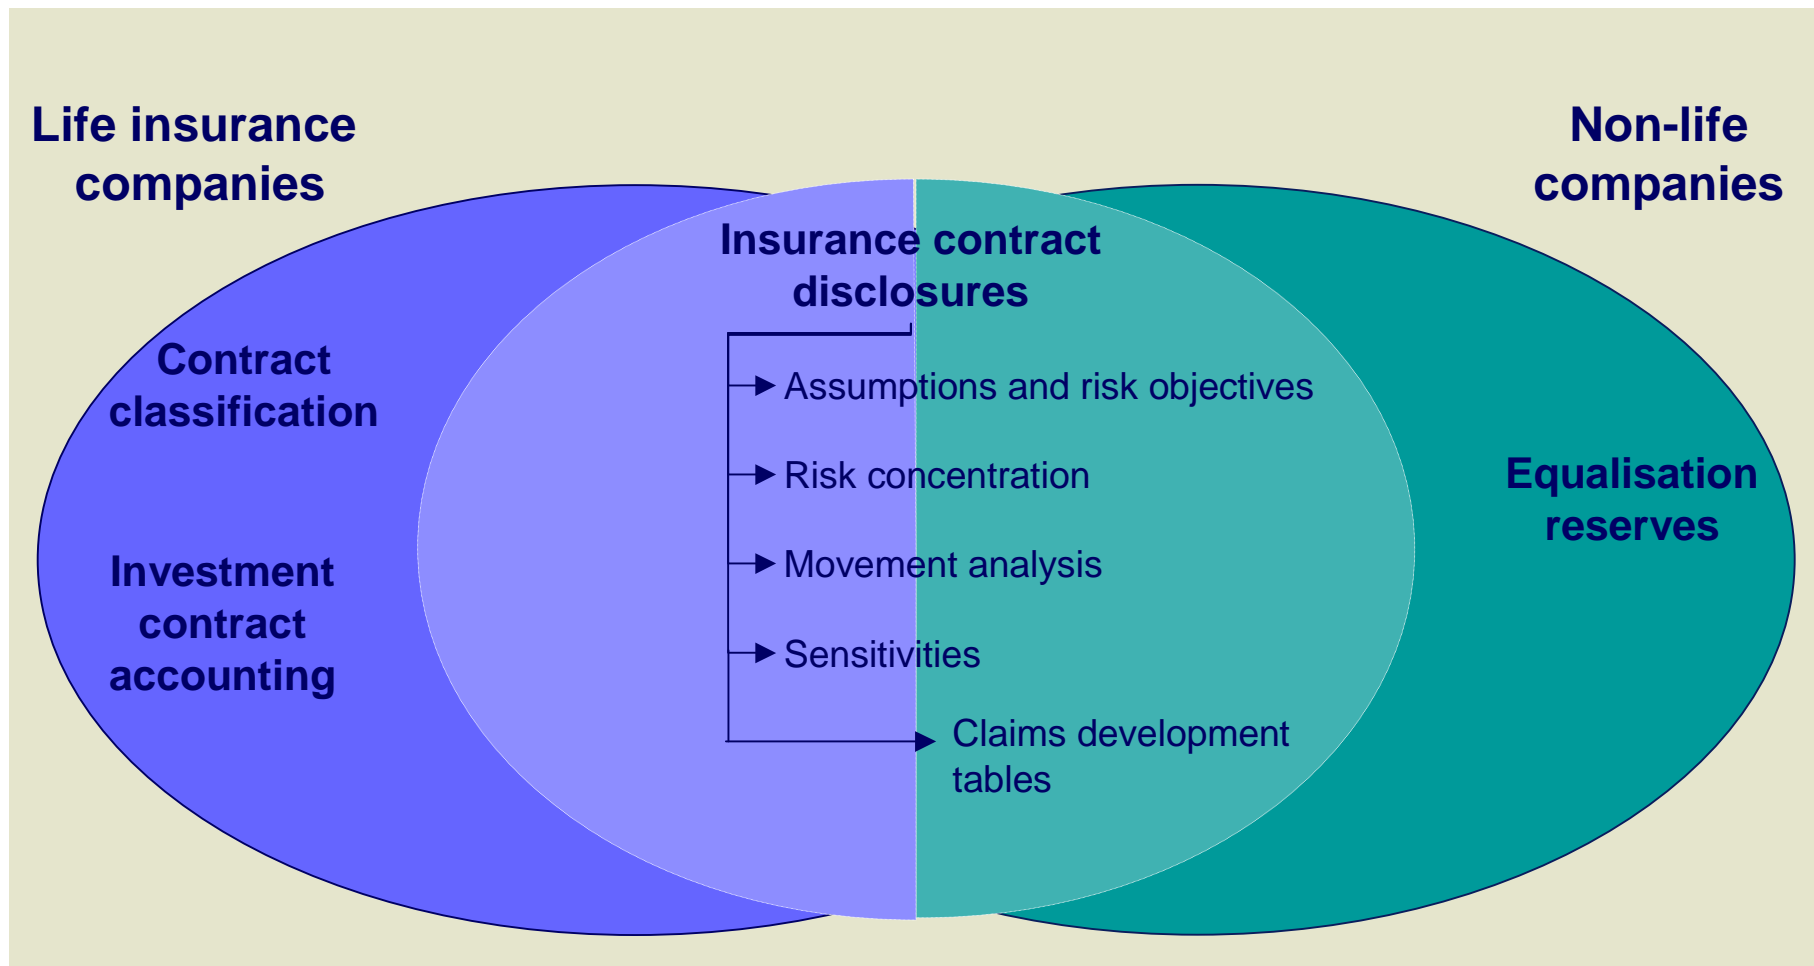 Life insurance
companies
Non-life
companies
Insurance contract
disclosures
Contract
classification
Investment
contract
accounting
Assumptions and risk objectives
Risk concentration
Movement analysis
Sensitivities
Claims development
tables
Equalisation
reserves